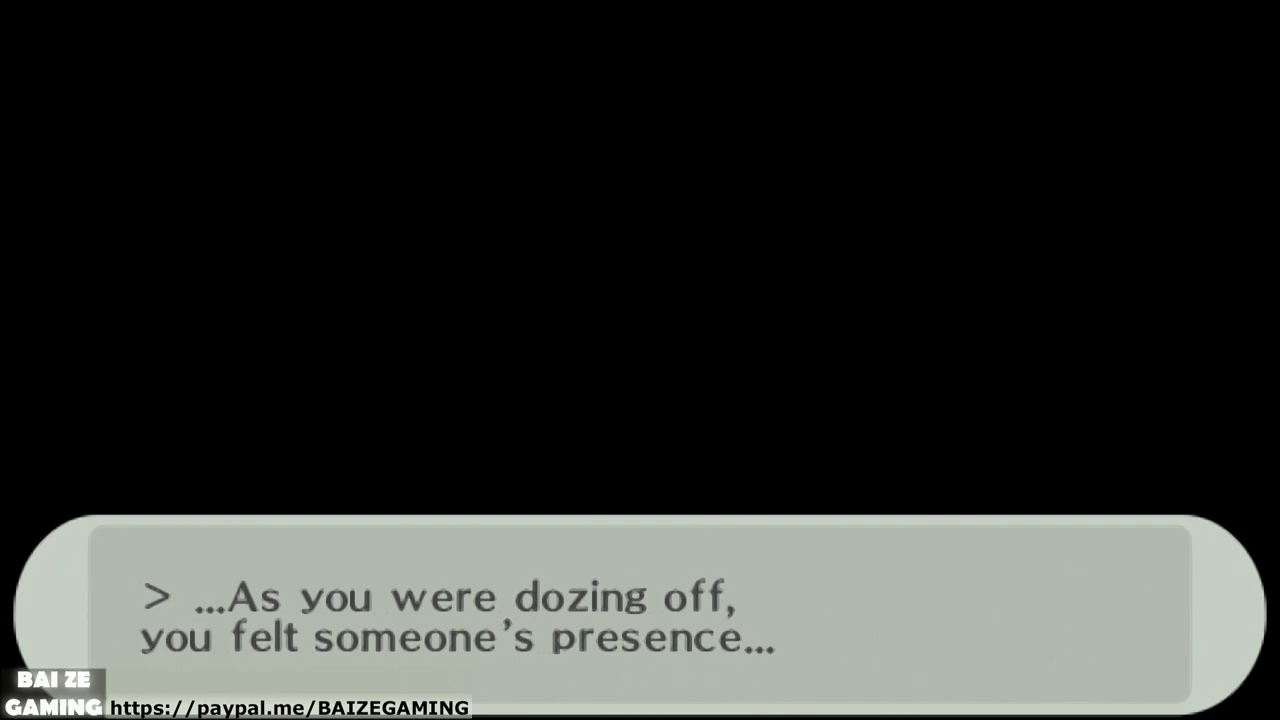 > ...As you were dozing off,
you felt someone's presence...
BAI ZE
GAMING https://paypal.me/BAIZEGAMING